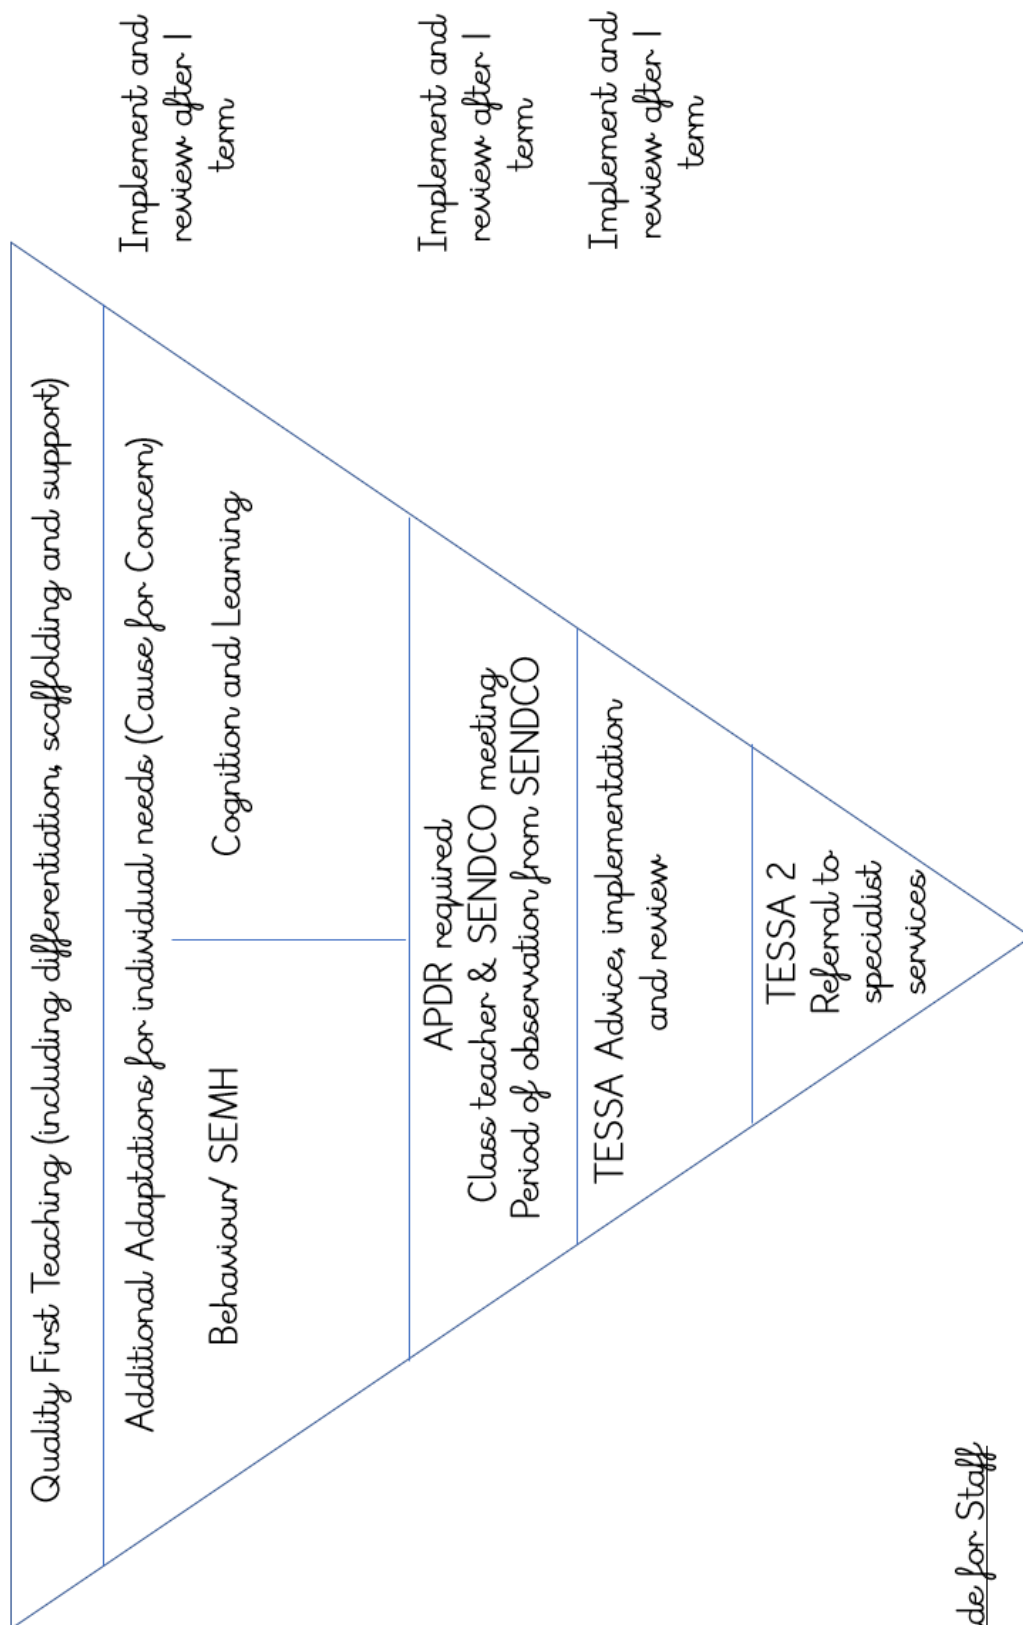 Quality First Teaching (including differentiation, scaffolding and support)
Additional Adaptations for individual needs (Cause for Concern)
Behaviour/ SEMH
Cognition and Learning
Implement and
review after 1
term
APDR required
Class teacher & SENDCO meeting
Period of observation from SENDCO
Implement and
review after 1
term
TESSA Advice, implementation
and review
Implement and
review after 1
term
TESSA 2
Referral to
specialist
services
for Staff